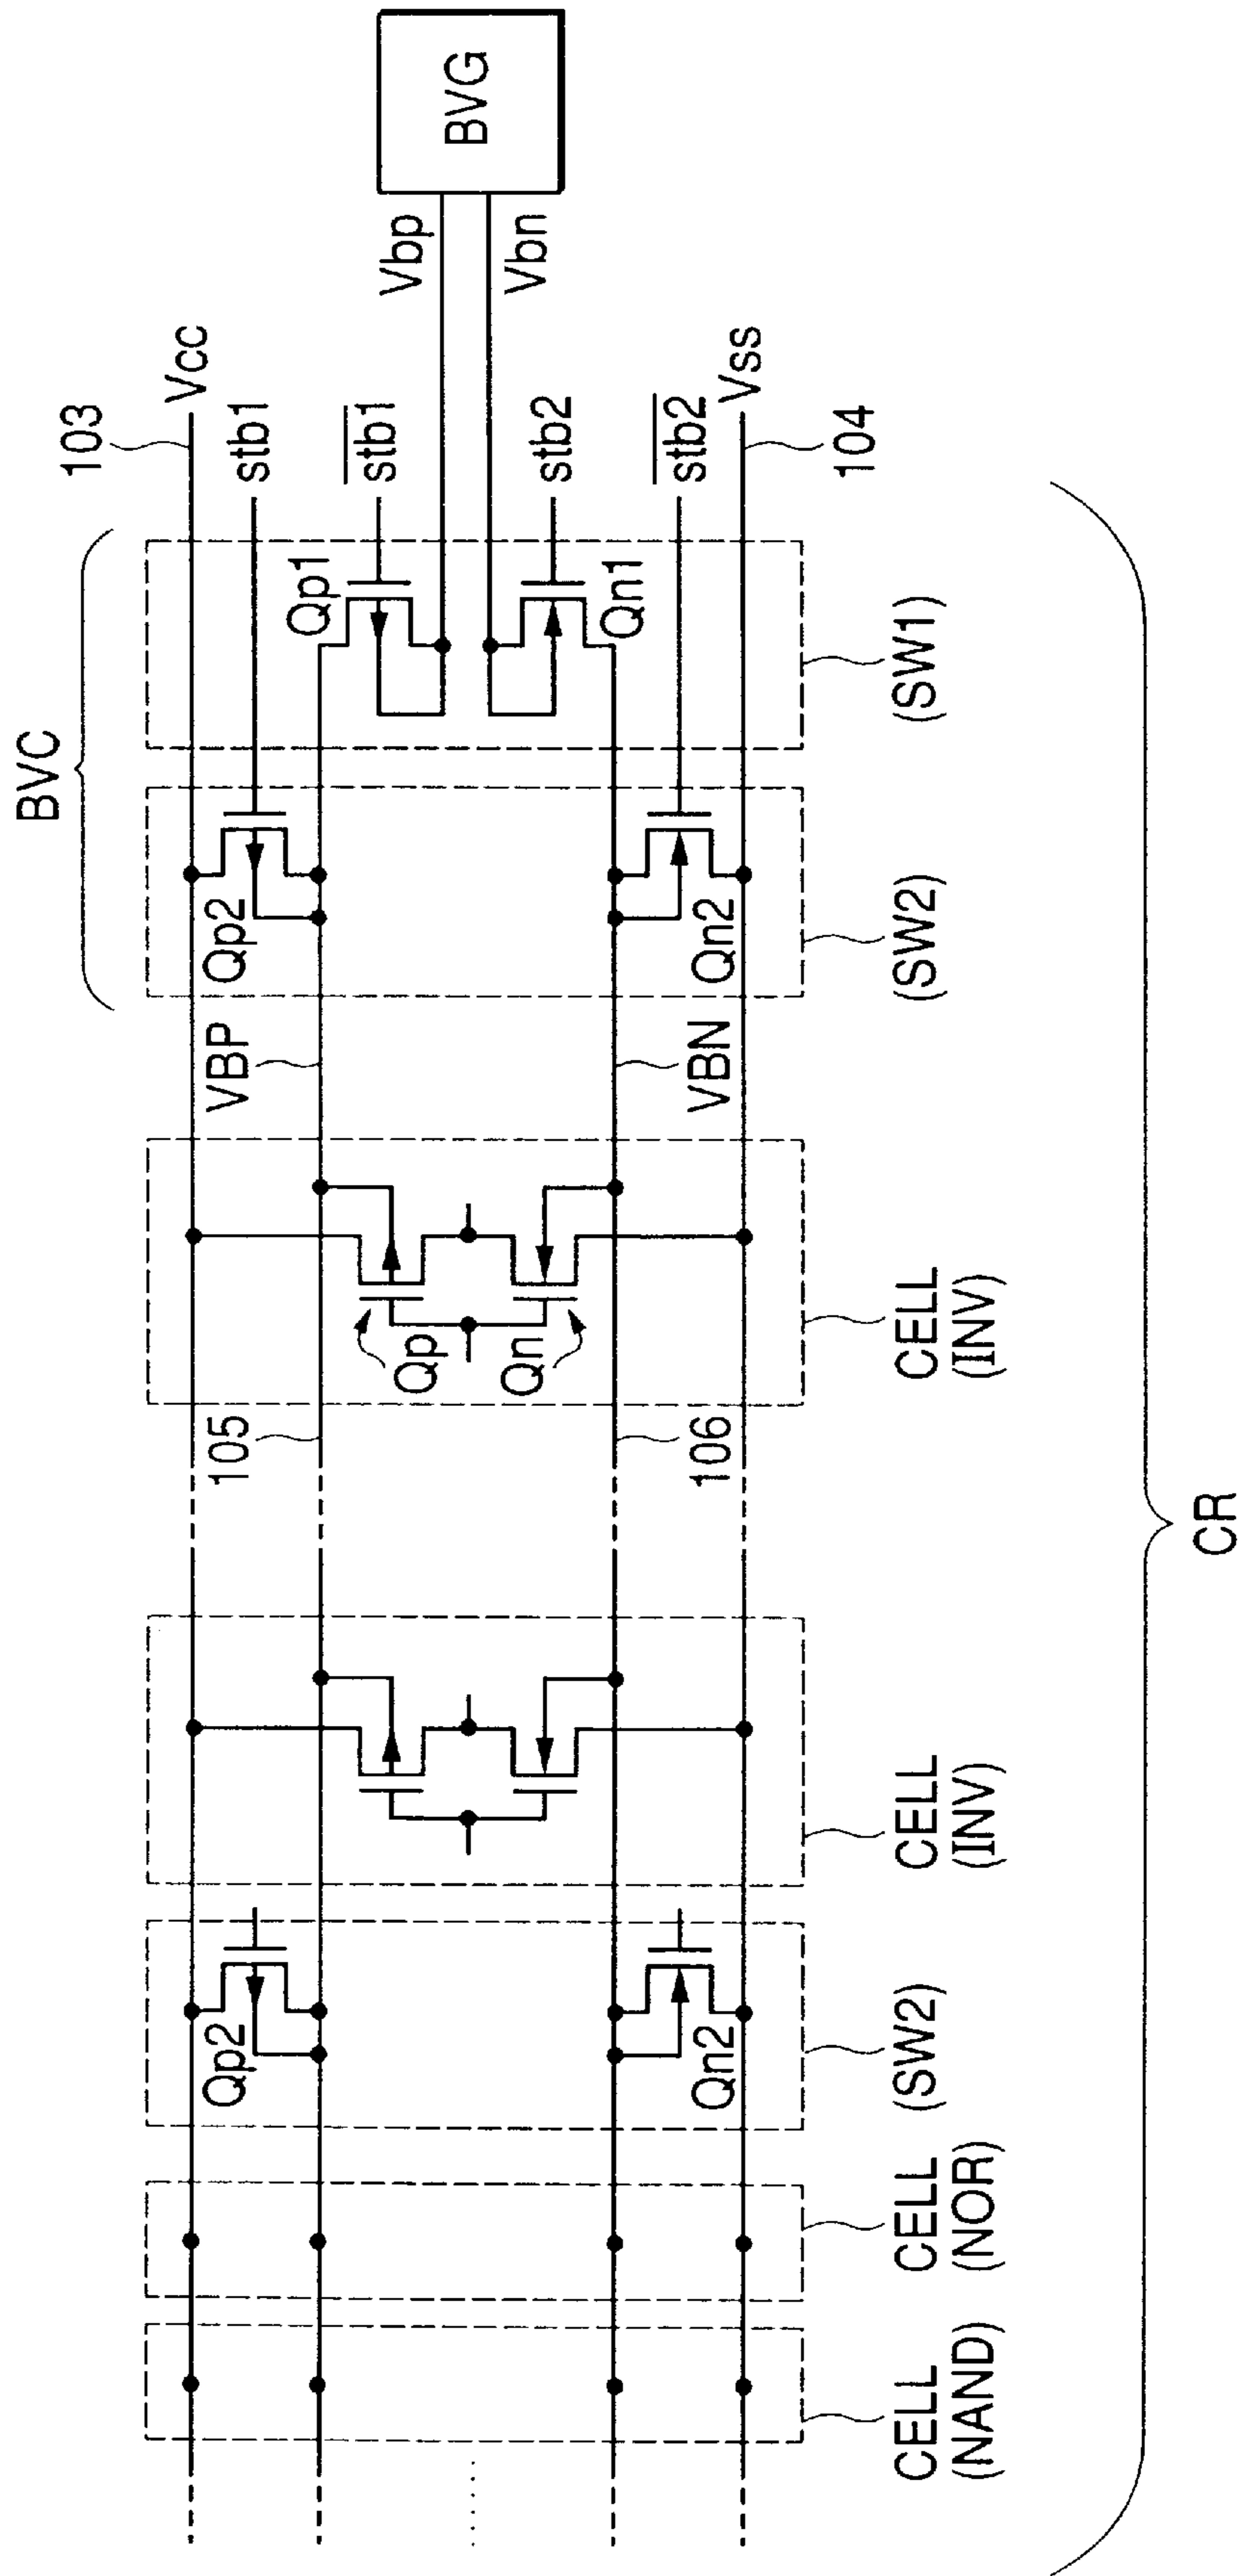 BVC
103
Vcc
stb1
stb1
stb2
stb2
Vss
104
Vbp
Vbn
BVG
Qp1
Qn1
(SW1)
Qp2
Qn2
(SW2)
VBP
VBN
Qp
Qn
CELL
(INV)
105
106
CELL
(INV)
Qp2
Qn2
(SW2)
CELL
(NOR)
CELL
(NAND)
CR